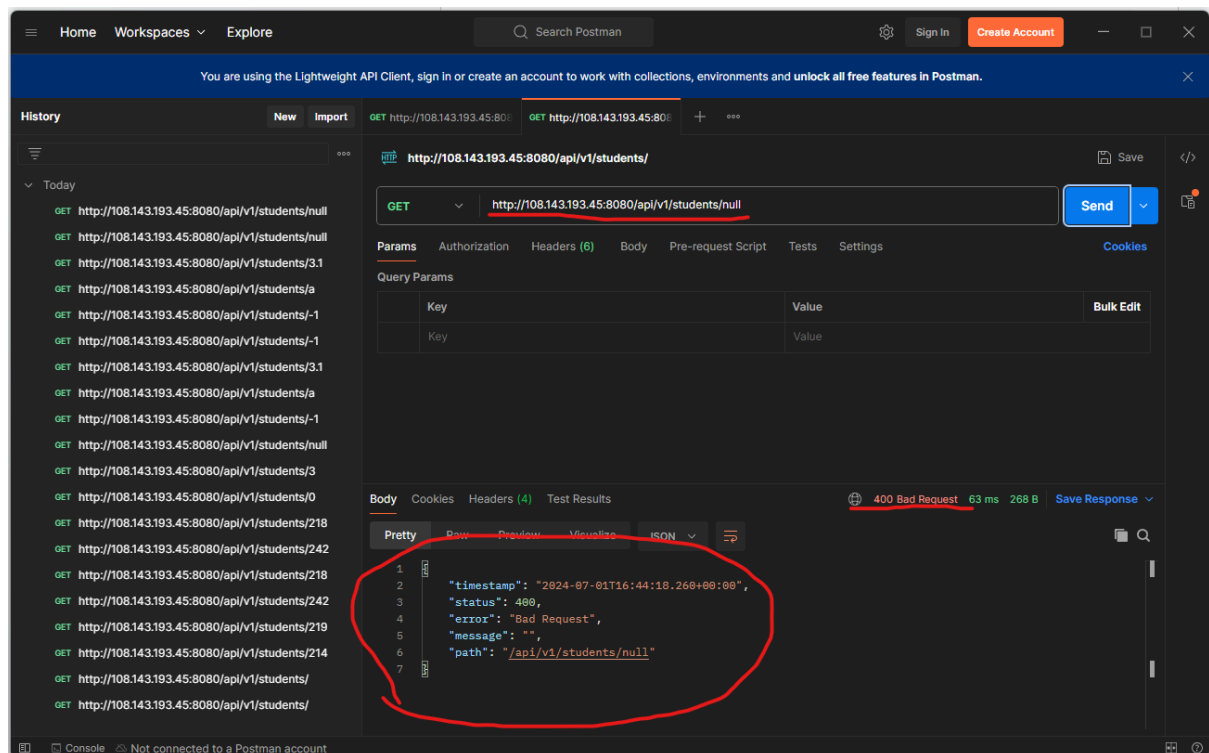 Home Workspaces Explore Search Postman Sign In Create Account
You are using the Lightweight API Client, sign in or create an account to work with collections, environments and unlock all free features in Postman.
History New Import
GET http://108.143.193.45:808 GET http://108.143.193.45:808
HTTP http://108.143.193.45:8080/api/v1/students/ Save
Today
GET http://108.143.193.45:8080/api/v1/students/null
GET http://108.143.193.45:8080/api/v1/students/null
GET http://108.143.193.45:8080/api/v1/students/3.1
GET http://108.143.193.45:8080/api/v1/students/a
GET http://108.143.193.45:8080/api/v1/students/-1
GET http://108.143.193.45:8080/api/v1/students/-1
GET http://108.143.193.45:8080/api/v1/students/3.1
GET http://108.143.193.45:8080/api/v1/students/a
GET http://108.143.193.45:8080/api/v1/students/-1
GET http://108.143.193.45:8080/api/v1/students/null
GET http://108.143.193.45:8080/api/v1/students/3
GET http://108.143.193.45:8080/api/v1/students/0
GET http://108.143.193.45:8080/api/v1/students/218
GET http://108.143.193.45:8080/api/v1/students/242
GET http://108.143.193.45:8080/api/v1/students/218
GET http://108.143.193.45:8080/api/v1/students/242
GET http://108.143.193.45:8080/api/v1/students/219
GET http://108.143.193.45:8080/api/v1/students/214
GET http://108.143.193.45:8080/api/v1/students/
GET http://108.143.193.45:8080/api/v1/students/
GET http://108.143.193.45:8080/api/v1/students/null Send
Params Authorization Headers (6) Body Pre-request Script Tests Settings Cookies
Query Params
Key Value Bulk Edit
Key Value
Body Cookies Headers (4) Test Results 400 Bad Request 63 ms 268 B Save Response
Pretty Raw Preview Visualize JSON
1 {
2 "timestamp": "2024-07-01T16:44:18.260+00:00",
3 "status": 400,
4 "error": "Bad Request",
5 "message": "",
6 "path": "/api/v1/students/null"
7 }
Console Not connected to a Postman account